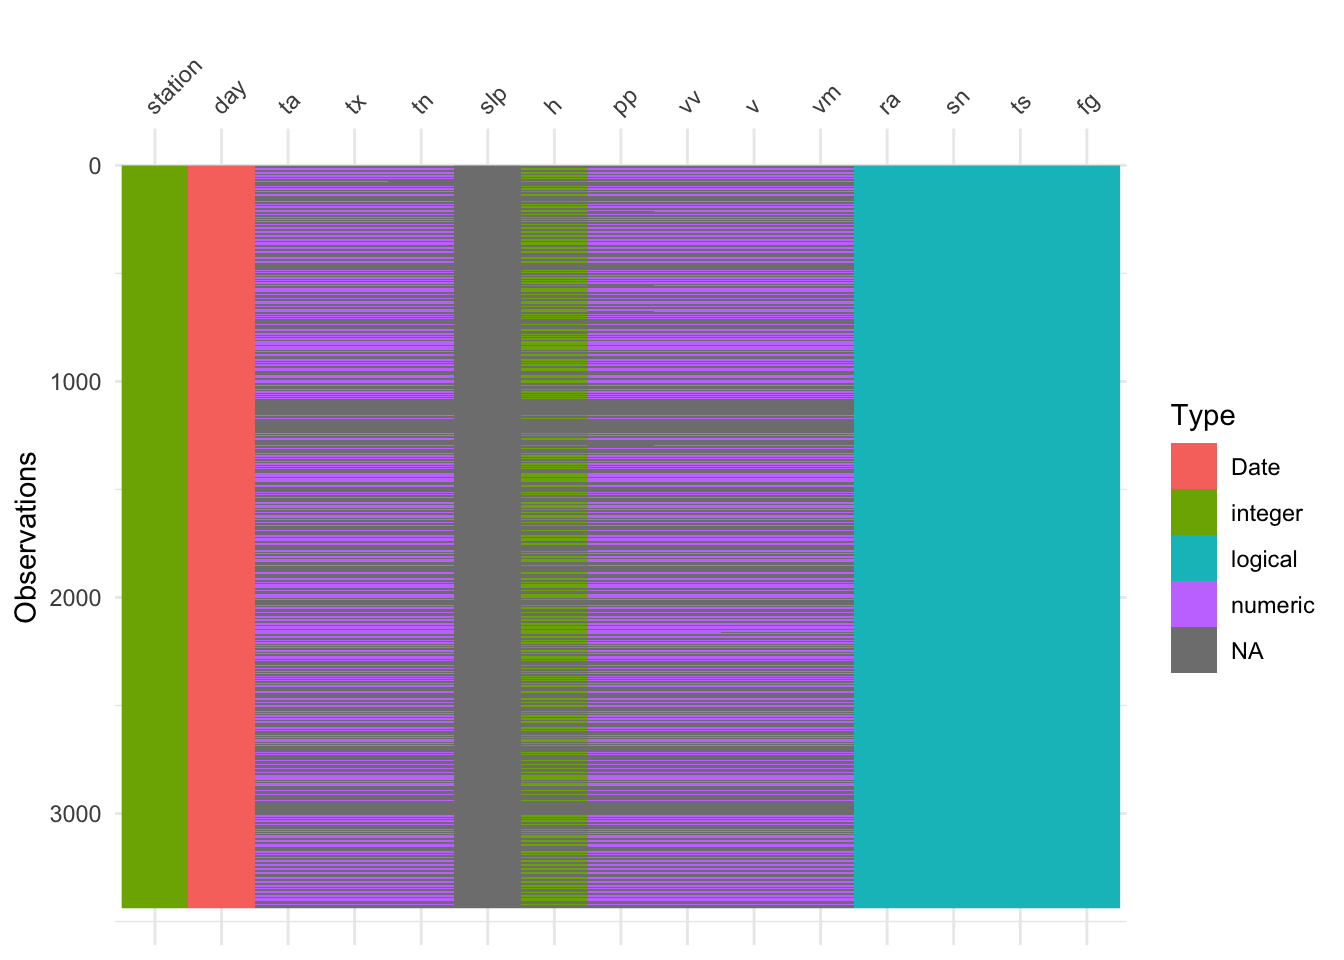 station day ta tx tn slp h pp vv v vm ra sn ts fg
0
1000
2000
3000
Observations
Type
Date
integer
logical
numeric
NA